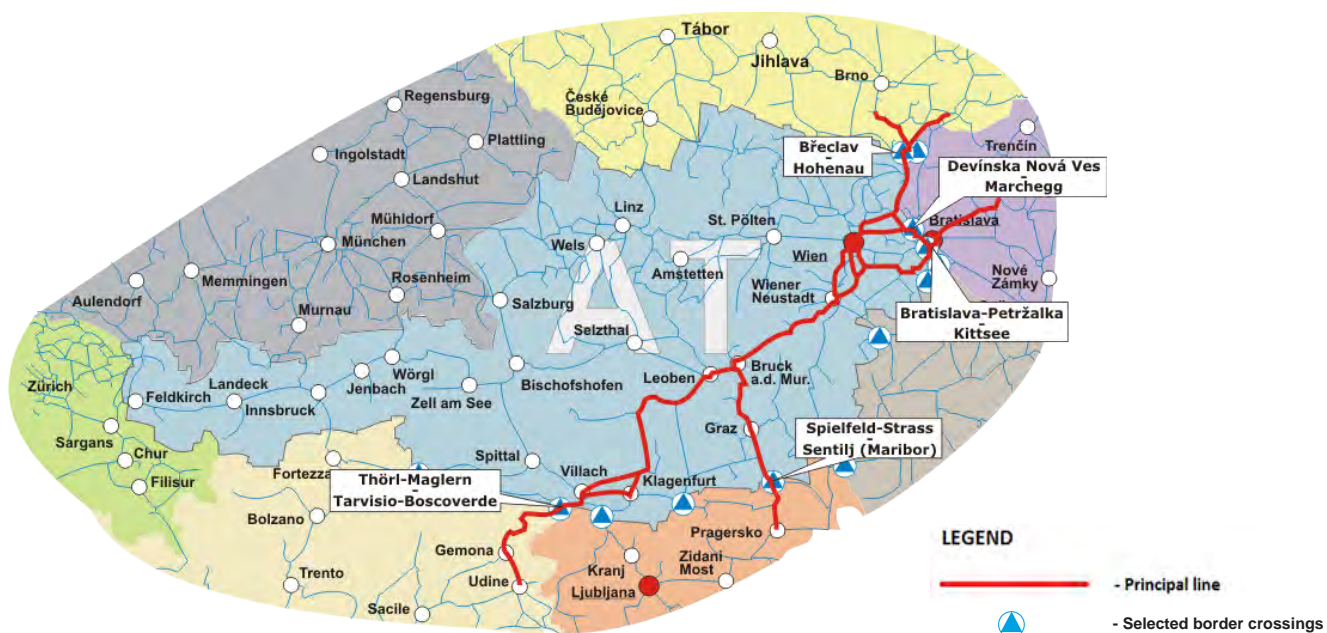 Tábor
Jihlava
Brno
České
Budějovice
Regensburg
Plattling
Ingolstadt
Landshut
Břeclav
-
Hohenau
Trenčín
Devínska Nová Ves
-
Marchegg
Mühldorf
München
Linz
Wels
St. Pölten
Bratislava
AT
Wien
Amstetten
Memmingen
Rosenheim
Aulendorf
Murnau
Salzburg
Wiener
Neustadt
Nové
Zámky
Bratislava-Petržalka
-
Kittsee
Selzthal
Zürich
Feldkirch
Landeck
Innsbruck
Jenbach
Wörgl
Zell am See
Bischofshofen
Leoben
Bruck
a.d. Mur.
Sargans
Chur
Filisur
Graz
Spielfeld-Strass
-
Sentilj (Maribor)
Fortezza
Spittal
Villach
Klagenfurt
Thörl-Maglern
-
Tarvisio-Boscoverde
Bolzano
Pragersko
Gemona
Trento
Udine
Sacile
Kranj
Ljubljana
Zidani
Most
LEGEND
- Principal line
- Selected border crossings